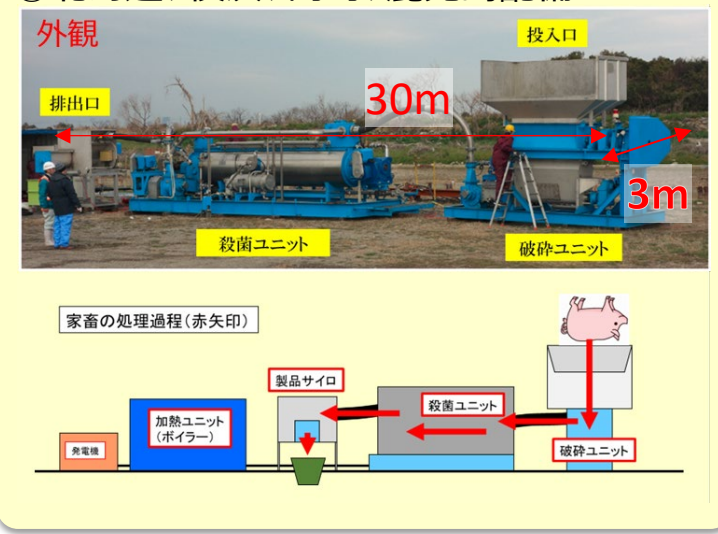 外観
投入口
排出口
30m
3m
殺菌ユニット
破砕ユニット
家畜の処理過程(赤矢印)
製品サイロ
加熱ユニット
(ボイラー)
殺菌ユニット
発電機
破砕ユニット